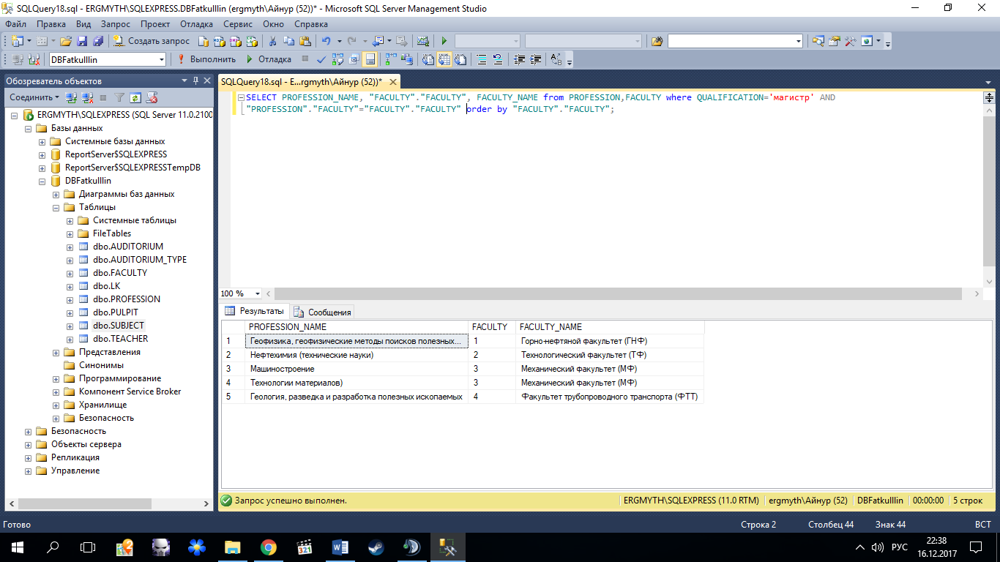 SQLQuery18.sql - ERGMYTH\SQLEXPRESS.DBFatkulllin (ergmyth\Айнур (52))* - Microsoft SQL Server Management Studio
Файл Правка Вид Запрос Проект Отладка Сервис Окно Справка
Создать запрос
DBFatkulllin Выполнить Отладка
Обозреватель объектов
Соединить
ERGMYTH\SQLEXPRESS (SQL Server 11.0.2100
Базы данных
Системные базы данных
ReportServer$SQLEXPRESS
ReportServer$SQLEXPRESSTempDB
DBFatkulllin
Диаграммы баз данных
Таблицы
Системные таблицы
FileTables
dbo.AUDITORIUM
dbo.AUDITORIUM_TYPE
dbo.FACULTY
dbo.LK
dbo.PROFESSION
dbo.PULPIT
dbo.SUBJECT
dbo.TEACHER
Представления
Синонимы
Программирование
Компонент Service Broker
Хранилище
Безопасность
Безопасность
Объекты сервера
Репликация
Управление
SQLQuery18.sql - E...rgmyth\Айнур (52))*
SELECT PROFESSION_NAME, "FACULTY"."FACULTY", FACULTY_NAME from PROFESSION,FACULTY where QUALIFICATION='магистр' AND
"PROFESSION"."FACULTY"="FACULTY"."FACULTY" order by "FACULTY"."FACULTY";
100 %
Результаты Сообщения
PROFESSION_NAME FACULTY FACULTY_NAME
1 Геофизика, геофизические методы поисков полезных... 1 Горно-нефтяной факультет (ГНФ)
2 Нефтехимия (технические науки) 2 Технологический факультет (ТФ)
3 Машиностроение 3 Механический факультет (МФ)
4 Технологии материалов) 3 Механический факультет (МФ)
5 Геология, разведка и разработка полезных ископаемых 4 Факультет трубопроводного транспорта (ФТТ)
Запрос успешно выполнен. ERGMYTH\SQLEXPRESS (11.0 RTM) ergmyth\Айнур (52) DBFatkulllin 00:00:00 5 строк
Готово Строка 2 Столбец 44 Знак 44 ВСТ
321
РУС
22:38
16.12.2017